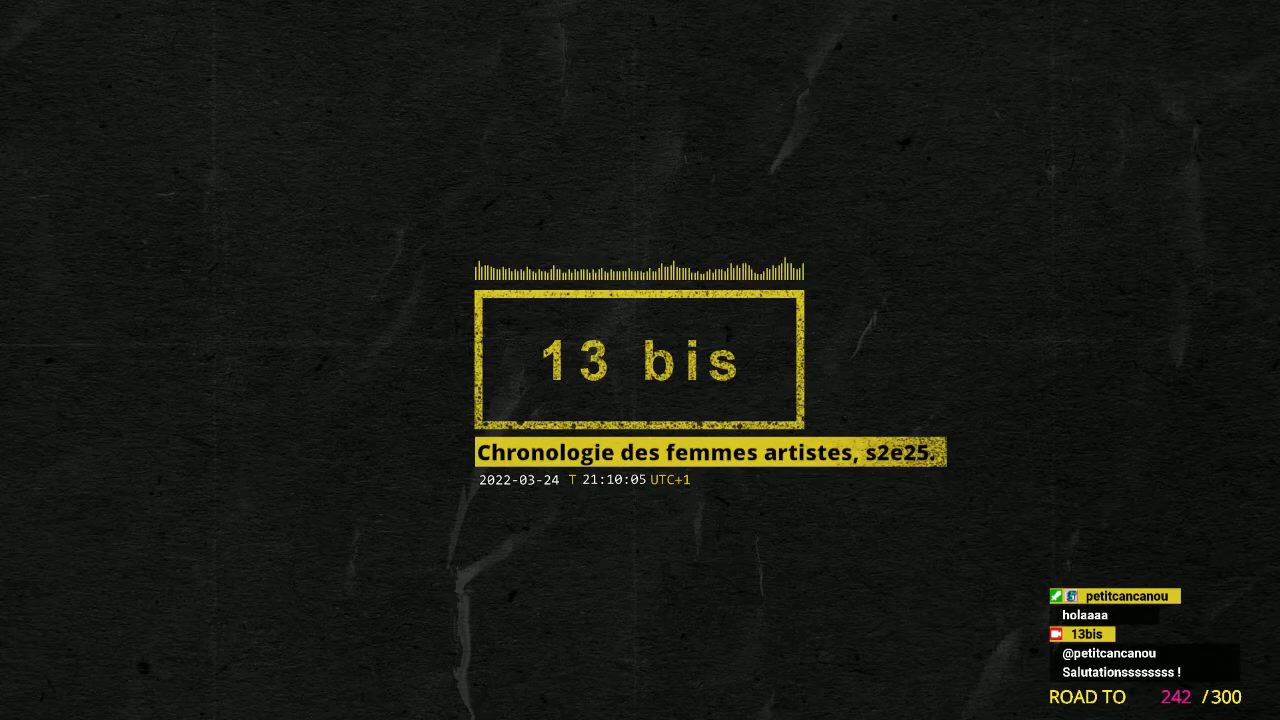 13 bis
Chronologie des femmes artistes, s2e25.
2022-03-24 T 21:10:05 UTC+1
petitcancanou
holaaaa
13bis
@petitcancanou
Salutationssssssss !
ROAD TO 242 /300